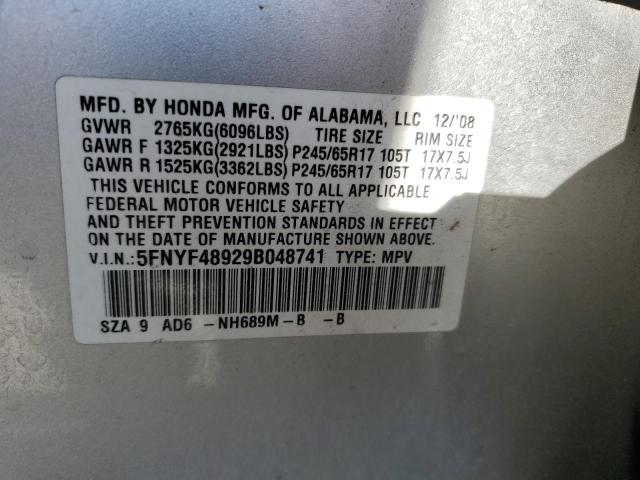 MFD. BY HONDA MFG. OF ALABAMA, LLC 12/'08
GVWR 2765KG(6096LBS) TIRE SIZE RIM SIZE
GAWR F 1325KG(2921LBS) P245/65R17 105T 17X7.5J
GAWR R 1525KG(3362LBS) P245/65R17 105T 17X7.5J
THIS VEHICLE CONFORMS TO ALL APPLICABLE
FEDERAL MOTOR VEHICLE SAFETY
AND THEFT PREVENTION STANDARDS IN EFFECT
ON THE DATE OF MANUFACTURE SHOWN ABOVE.
V.I.N.:5FNYF48929B048741 TYPE: MPV
SZA 9 AD6 -NH689M-B -B